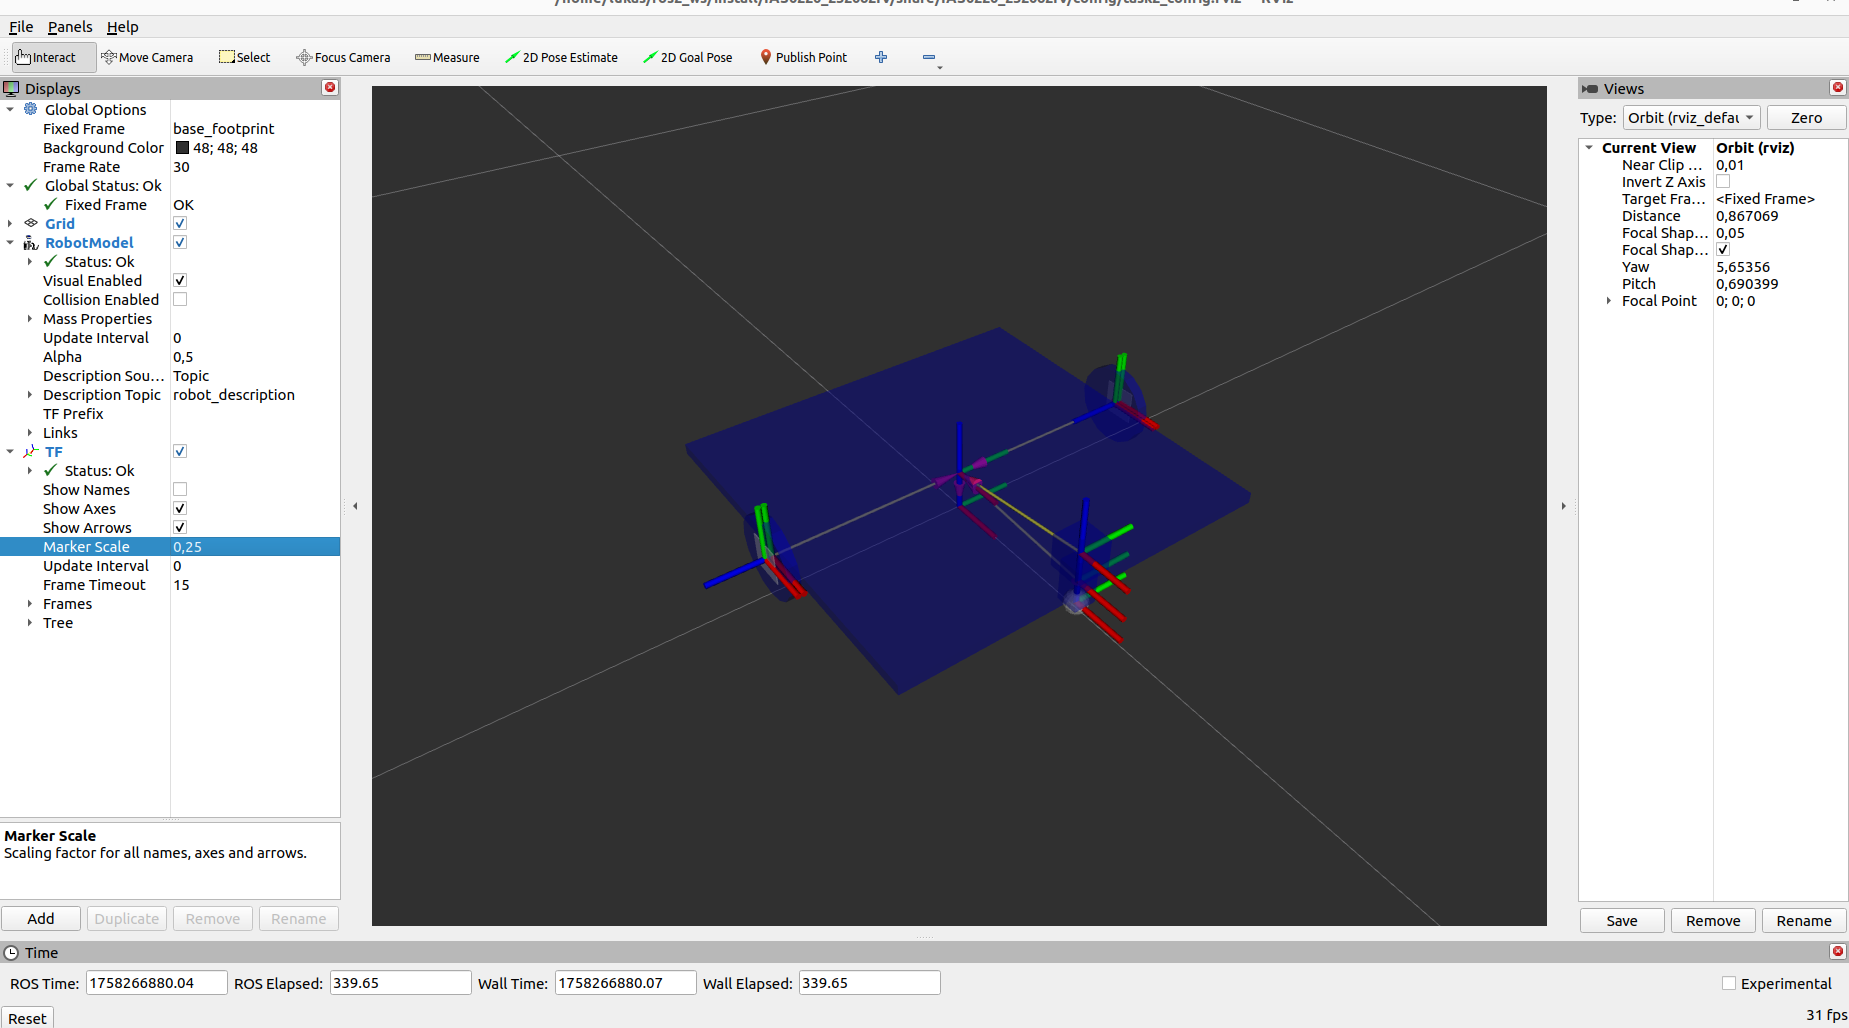 File Panels Help
Interact Move Camera Select Focus Camera Measure 2D Pose Estimate 2D Goal Pose Publish Point
Displays
Global Options
Fixed Frame base_footprint
Background Color 48; 48; 48
Frame Rate 30
Global Status: Ok
Fixed Frame OK
Grid
RobotModel
Status: Ok
Visual Enabled
Collision Enabled
Mass Properties
Update Interval 0
Alpha 0,5
Description Sou... Topic
Description Topic robot_description
TF Prefix
Links
TF
Status: Ok
Show Names
Show Axes
Show Arrows
Marker Scale 0,25
Update Interval 0
Frame Timeout 15
Frames
Tree
Marker Scale
Scaling factor for all names, axes and arrows.
Add Duplicate Remove Rename
Views
Type: Orbit (rviz_defau Zero
Current View Orbit (rviz)
Near Clip ... 0,01
Invert Z Axis
Target Fra... <Fixed Frame>
Distance 0,867069
Focal Shap... 0,05
Focal Shap...
Yaw 5,65356
Pitch 0,690399
Focal Point 0; 0; 0
Save Remove Rename
Time
ROS Time: 1758266880.04 ROS Elapsed: 339.65 Wall Time: 1758266880.07 Wall Elapsed: 339.65 Experimental
Reset 31 fps